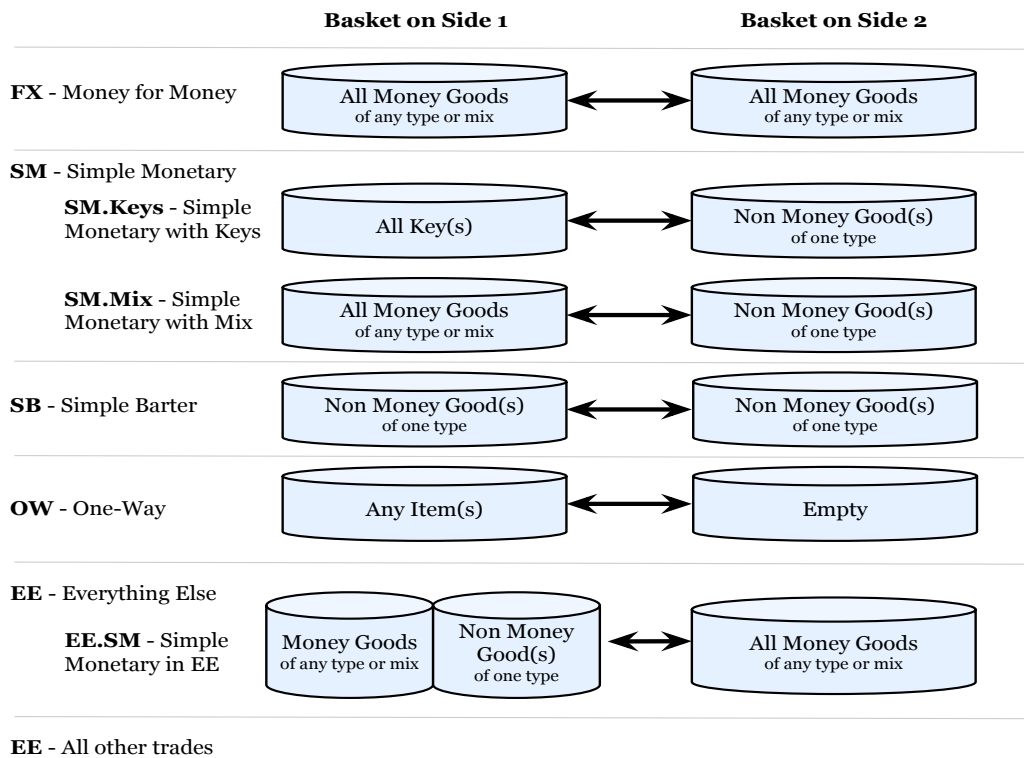 Basket on Side 1
Basket on Side 2
FX - Money for Money
All Money Goods
of any type or mix
All Money Goods
of any type or mix
SM - Simple Monetary
SM.Keys - Simple
Monetary with Keys
All Key(s)
Non Money Good(s)
of one type
SM.Mix - Simple
Monetary with Mix
All Money Goods
of any type or mix
Non Money Good(s)
of one type
SB - Simple Barter
Non Money Good(s)
of one type
Non Money Good(s)
of one type
OW - One-Way
Any Item(s)
Empty
EE - Everything Else
EE.SM - Simple
Monetary in EE
Money Goods
of any type or mix
Non Money
Good(s)
of one type
All Money Goods
of any type or mix
EE - All other trades